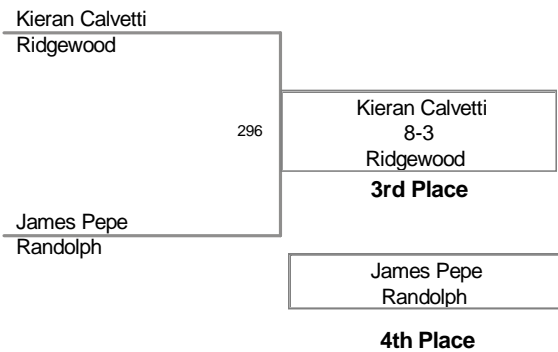 Kieran Calvetti
Ridgewood
296
Kieran Calvetti
8-3
Ridgewood
3rd Place
James Pepe
Randolph
James Pepe
Randolph
4th Place